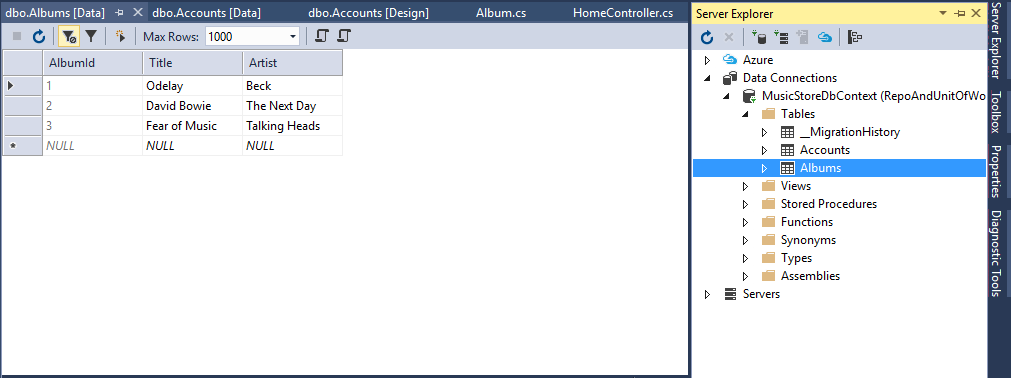 dbo.Albums [Data] dbo.Accounts [Data] dbo.Accounts [Design] Album.cs HomeController.cs
Max Rows: 1000
AlbumId Title Artist
1 Odelay Beck
2 David Bowie The Next Day
3 Fear of Music Talking Heads
NULL NULL NULL
Server Explorer
Azure
Data Connections
MusicStoreDbContext (RepoAndUnitOfWo
Tables
__MigrationHistory
Accounts
Albums
Views
Stored Procedures
Functions
Synonyms
Types
Assemblies
Servers
Server Explorer
Toolbox
Properties
Diagnostic Tools